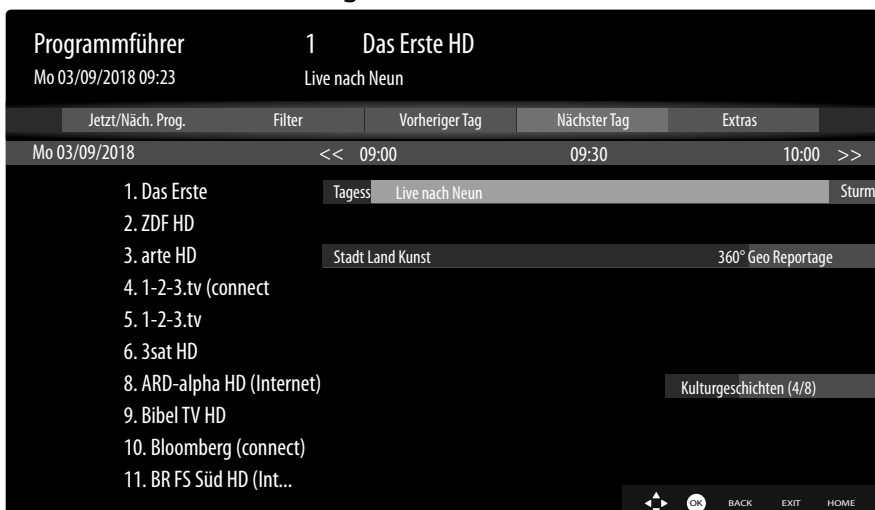 Programmführer 1 Das Erste HD
Mo 03/09/2018 09:23 Live nach Neun
Jetzt/Näch. Prog. Filter Vorheriger Tag Nächster Tag Extras
Mo 03/09/2018 << 09:00 09:30 10:00 >>
1. Das Erste Tagess Live nach Neun Sturm
2. ZDF HD
3. arte HD Stadt Land Kunst 360° Geo Reportage
4. 1-2-3.tv (connect
5. 1-2-3.tv
6. 3sat HD
8. ARD-alpha HD (Internet) Kulturgeschichten (4/8)
9. Bibel TV HD
10. Bloomberg (connect)
11. BR FS Süd HD (Int...
OK BACK EXIT HOME